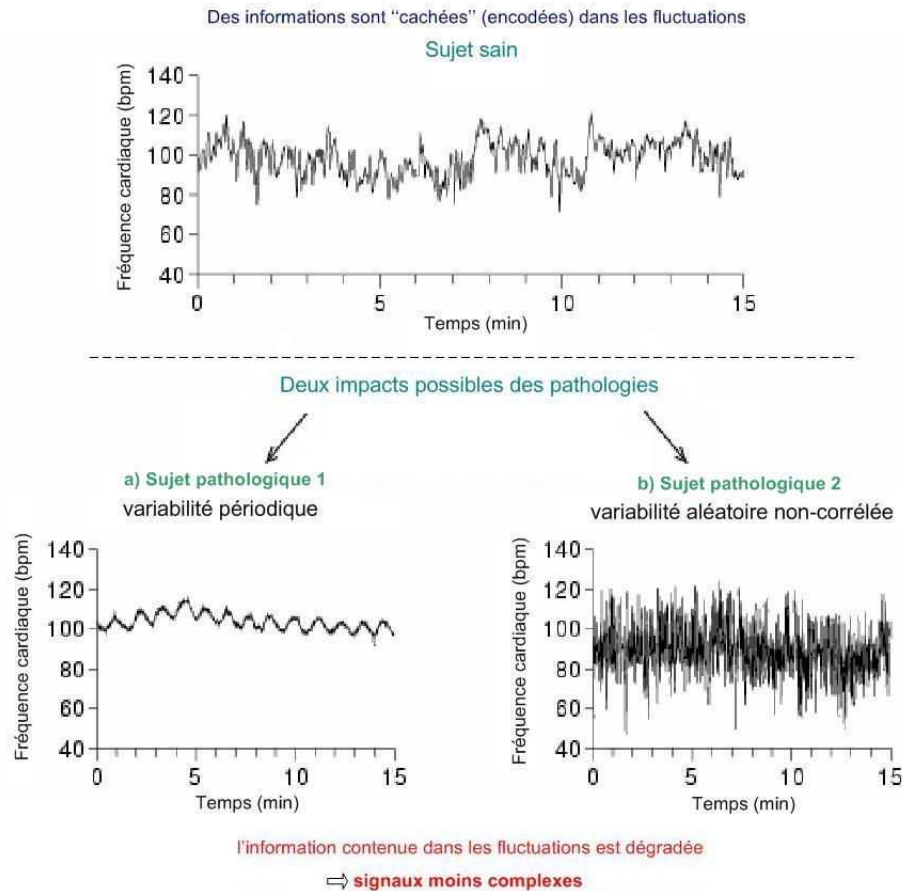 Des informations sont "cachées" (encodées) dans les fluctuations
Sujet sain
Fréquence cardiaque (bpm)
140
120
100
80
60
40
0
5
10
15
Temps (min)
Deux impacts possibles des pathologies
a) Sujet pathologique 1
variabilité périodique
Fréquence cardiaque (bpm)
140
120
100
80
60
40
0
5
10
15
Temps (min)
b) Sujet pathologique 2
variabilité aléatoire non-corrélée
Fréquence cardiaque (bpm)
140
120
100
80
60
40
0
5
10
15
Temps (min)
l'information contenue dans les fluctuations est dégradée
⇨ signaux moins complexes